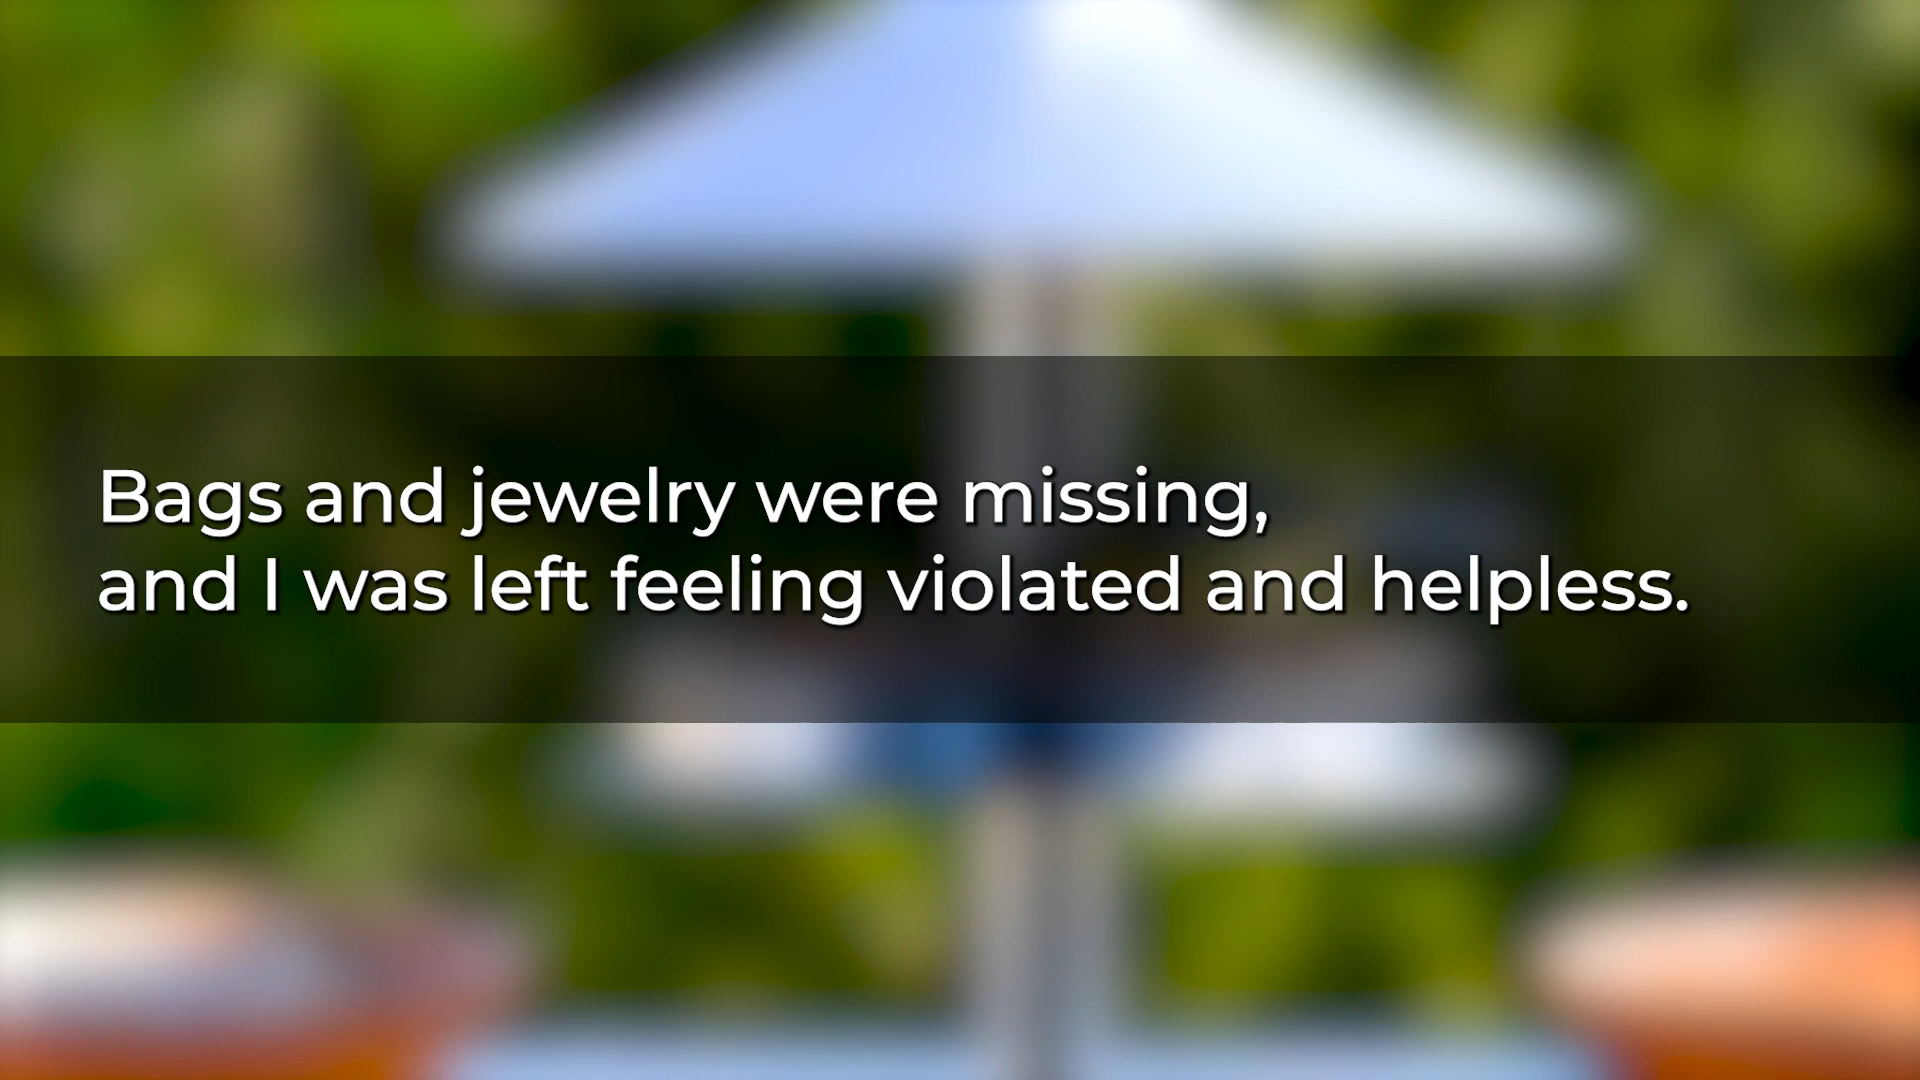 Bags and jewelry were missing,
and I was left feeling violated and helpless.